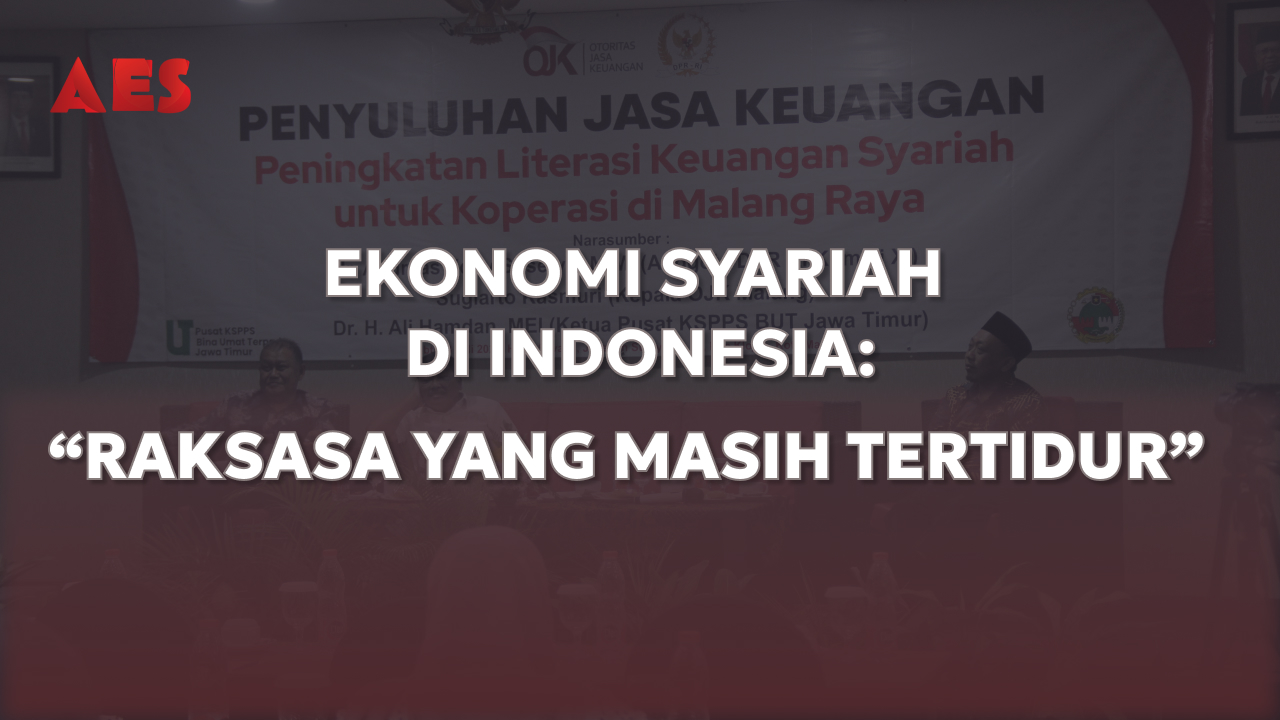 AES
OJK
OTORITAS
JASA
KEUANGAN
PENYULUHAN JASA KEUANGAN
Peningkatan Literasi Keuangan Syariah
untuk Koperasi di Malang Raya
Narasumber :
EKONOMI SYARIAH
Dr. H. Ali Hamdan, MEI (Ketua Pusat KSPPS BUT Jawa Timur)
Pusat KSPPS
Bina Umat
Jawa Timur
DI INDONESIA:
“RAKSASA YANG MASIH TERTIDUR”